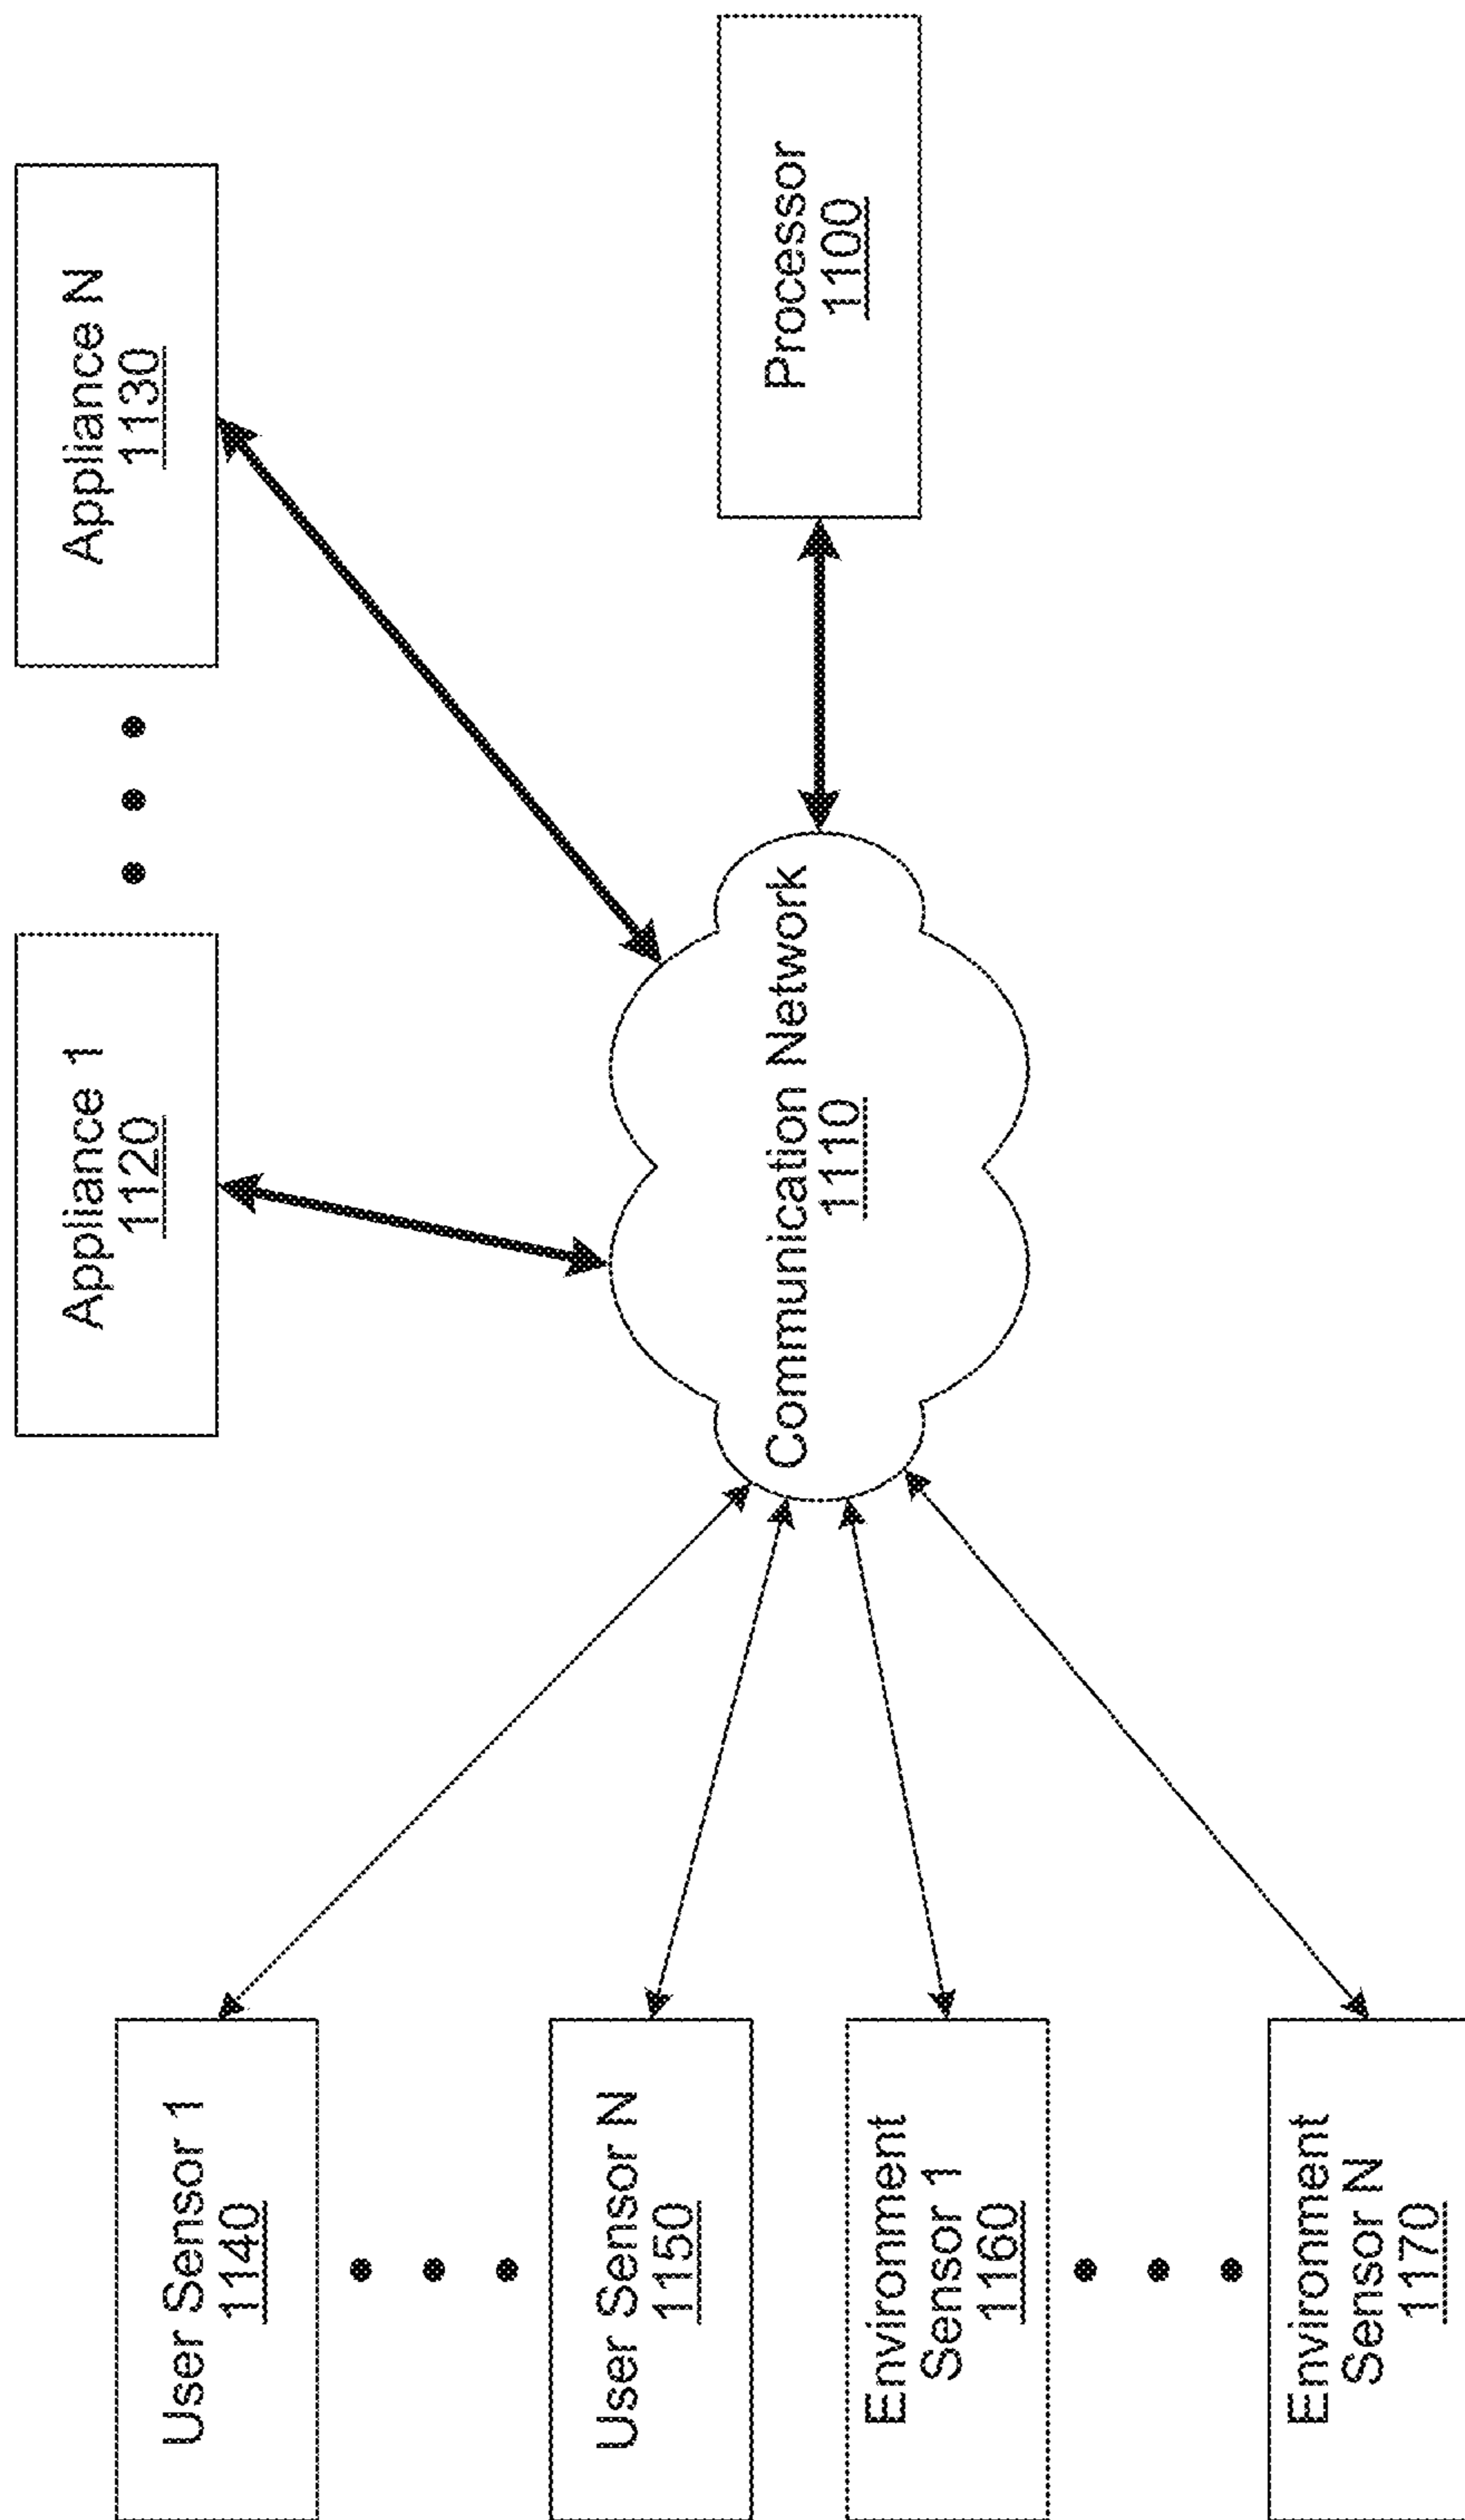 Appliance 1
1120
Appliance N
1130
User Sensor 1
1140
User Sensor N
1150
Communication Network
1110
Processor
1100
Environment
Sensor 1
1160
Environment
Sensor N
1170